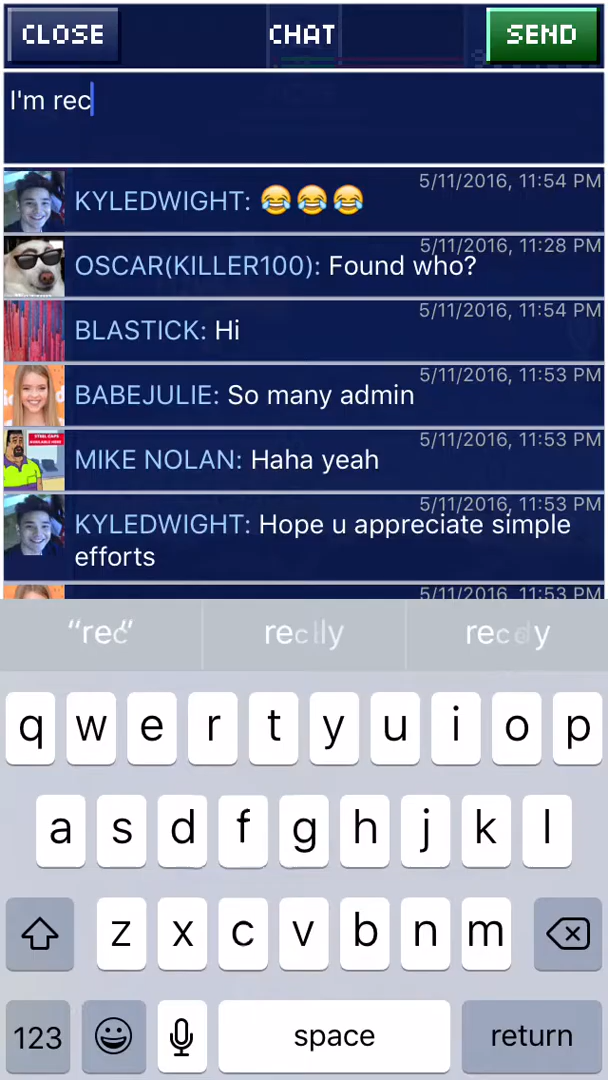 CLOSE CHAT SEND
I'm rec
5/11/2016, 11:54 PM
KYLEDWIGHT: 😂😂😂
5/11/2016, 11:28 PM
OSCAR(KILLER100): Found who?
5/11/2016, 11:54 PM
BLASTICK: Hi
5/11/2016, 11:53 PM
BABEJULIE: So many admin
5/11/2016, 11:53 PM
MIKE NOLAN: Haha yeah
5/11/2016, 11:53 PM
KYLEDWIGHT: Hope u appreciate simple
efforts
5/11/2016, 11:53 PM
“rec”
q w e r t y u i o p
a s d f g h j k l
z x c v b n m
123 space return